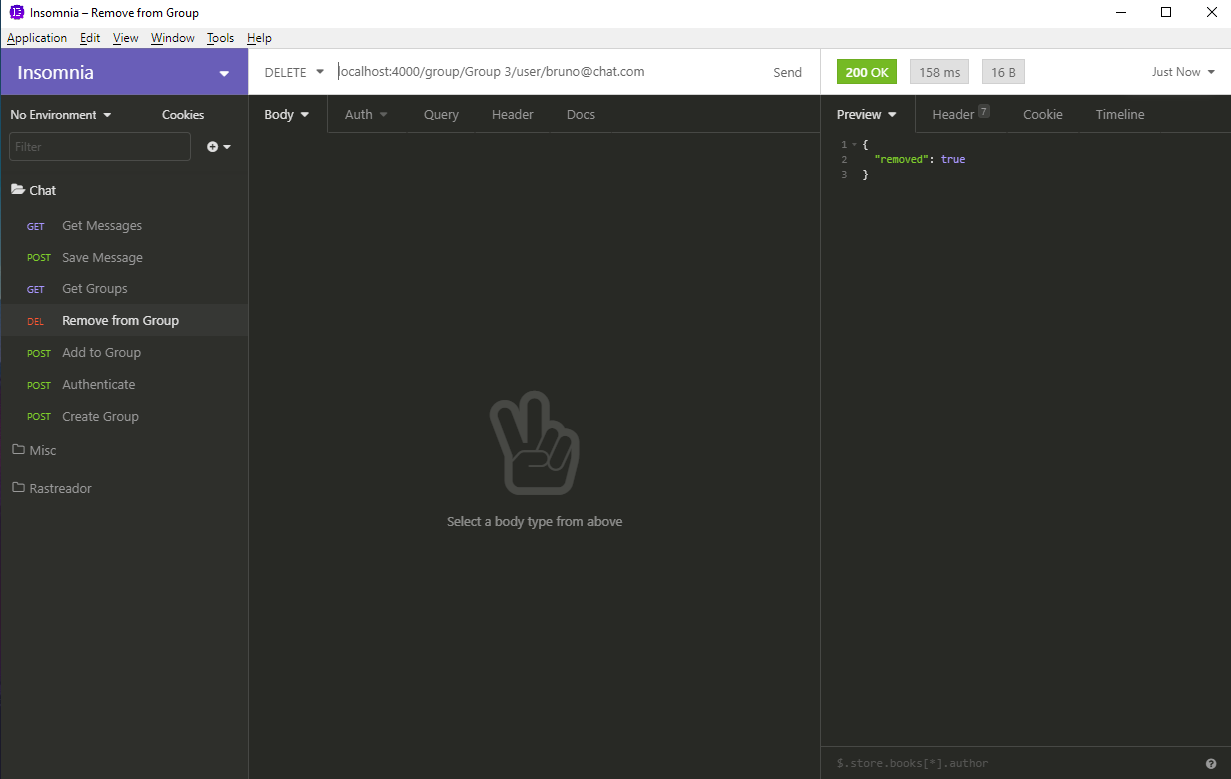 Insomnia – Remove from Group
Application Edit View Window Tools Help
Insomnia
DELETE localhost:4000/group/Group 3/user/bruno@chat.com Send
200 OK 158 ms 16 B Just Now
No Environment Cookies
Body Auth Query Header Docs
Preview Header 7 Cookie Timeline
Filter
1 {
2 "removed": true
3 }
Chat
GET Get Messages
POST Save Message
GET Get Groups
DEL Remove from Group
POST Add to Group
POST Authenticate
POST Create Group
Misc
Rastreador
Select a body type from above
$.store.books[*].author